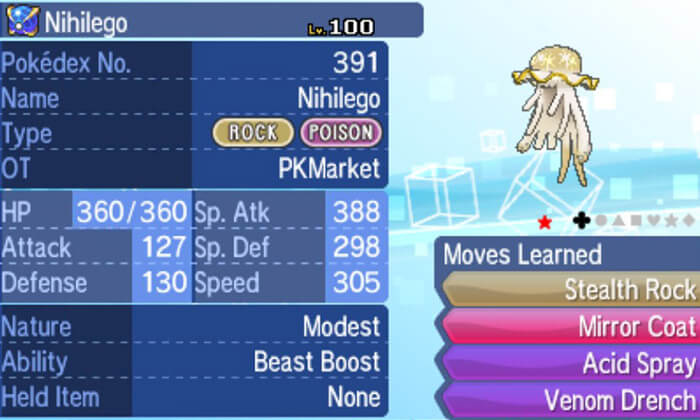 Nihilego Lv.100
Pokédex No. 391
Name Nihilego
Type ROCK POISON
OT PKMarket
HP 360/360 Sp. Atk 388
Attack 127 Sp. Def 298
Defense 130 Speed 305
Nature Modest
Ability Beast Boost
Held Item None
Moves Learned
Stealth Rock
Mirror Coat
Acid Spray
Venom Drench